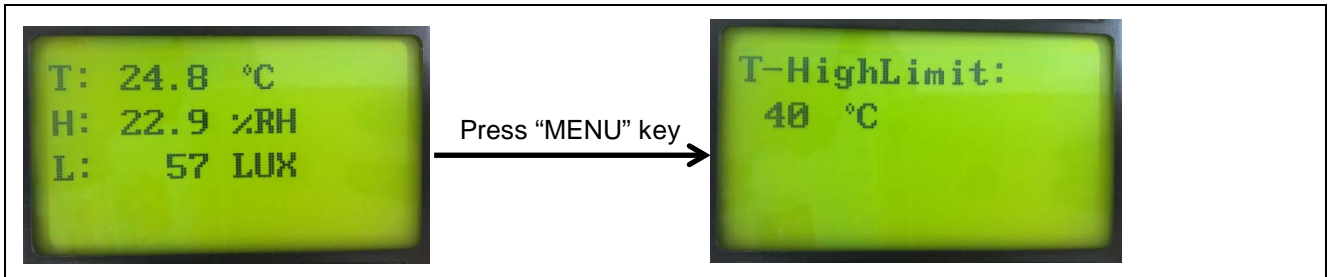 T: 24.8 °C
H: 22.9 %RH
L: 57 LUX
Press “MENU” key
T-HighLimit:
40 °C